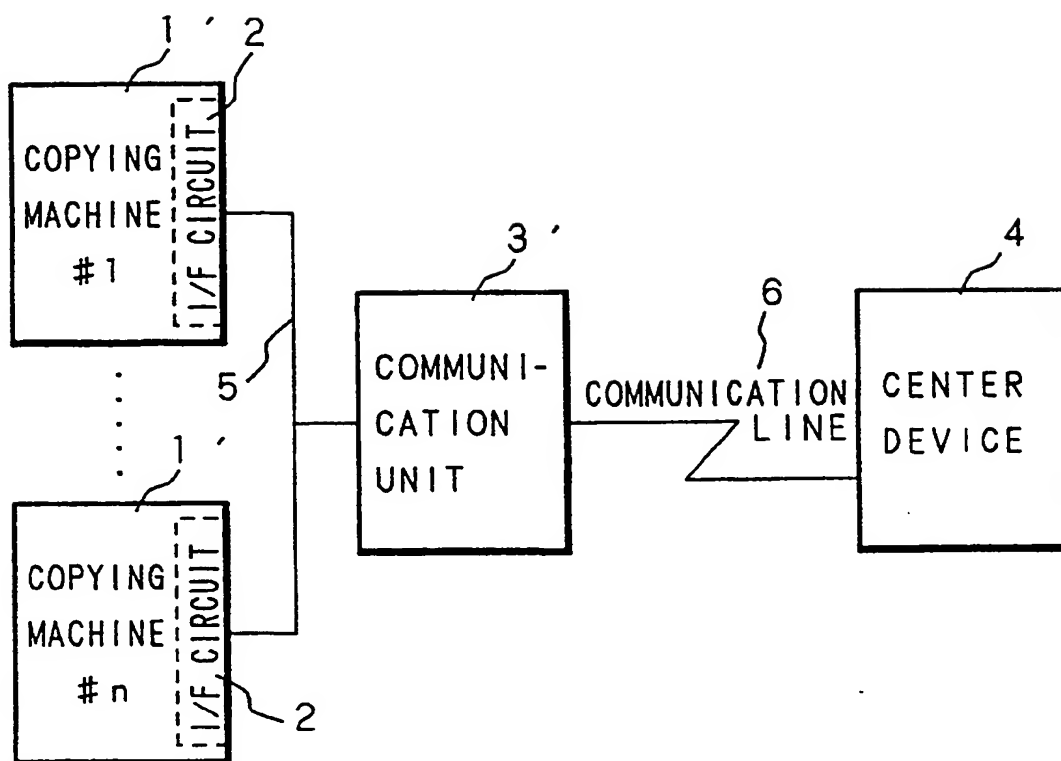 1 ′
2
COPYING
MACHINE
#1
I/F CIRCUIT
5
1 ′
COPYING
MACHINE
#n
I/F CIRCUIT
2
3 ′
COMMUNI-
CATION
UNIT
6
COMMUNICATION
LINE
4
CENTER
DEVICE